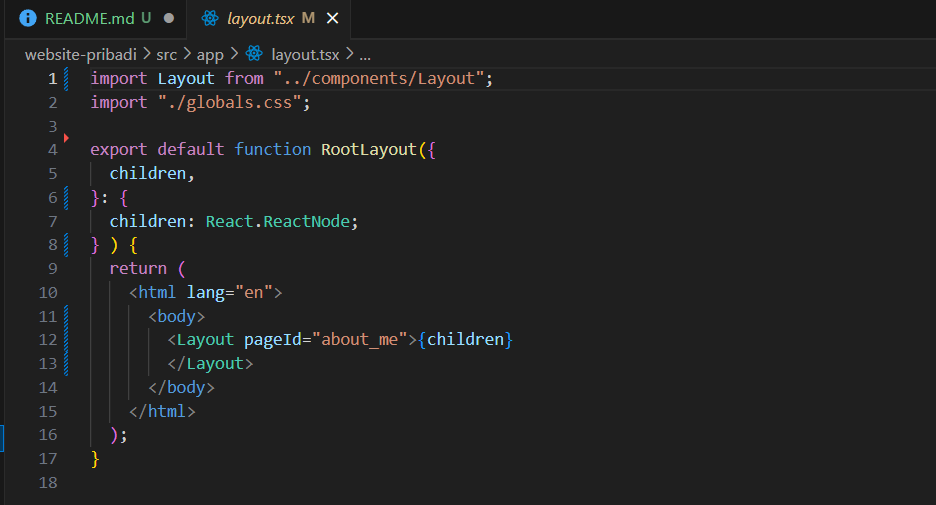 README.md U
layout.tsx M
website-pribadi > src > app > layout.tsx > ...
1 import Layout from "../components/Layout";
2 import "./globals.css";
3
4 export default function RootLayout({
5   children,
6 }: {
7   children: React.ReactNode;
8 } ) {
9   return (
10     <html lang="en">
11       <body>
12         <Layout pageId="about_me">{children}
13         </Layout>
14       </body>
15     </html>
16   );
17 }
18